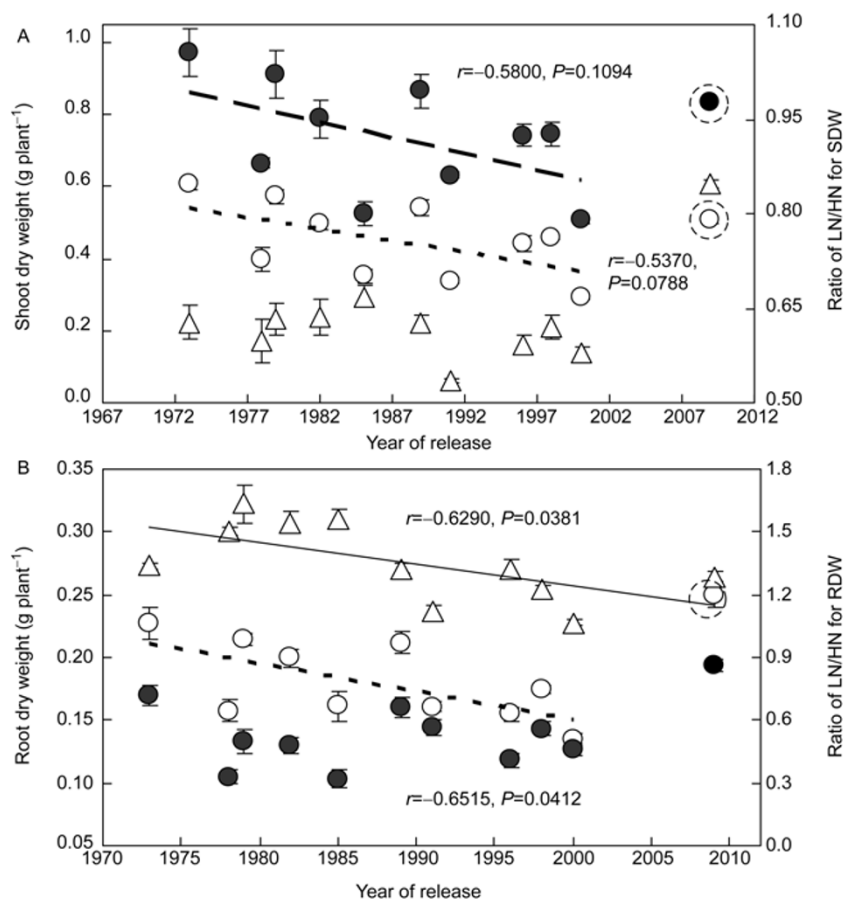 A
1.0
0.8
0.6
0.4
0.2
0.0
Shoot dry weight (g plant⁻¹)
r=−0.5800, P=0.1094
r=−0.5370,
P=0.0788
1.10
0.95
0.80
0.65
0.50
Ratio of LN/HN for SDW
1967 1972 1977 1982 1987 1992 1997 2002 2007 2012
Year of release
B
0.35
0.30
0.25
0.20
0.15
0.10
0.05
Root dry weight (g plant⁻¹)
r=−0.6290, P=0.0381
r=−0.6515, P=0.0412
1.8
1.5
1.2
0.9
0.6
0.3
0.0
Ratio of LN/HN for RDW
1970 1975 1980 1985 1990 1995 2000 2005 2010
Year of release